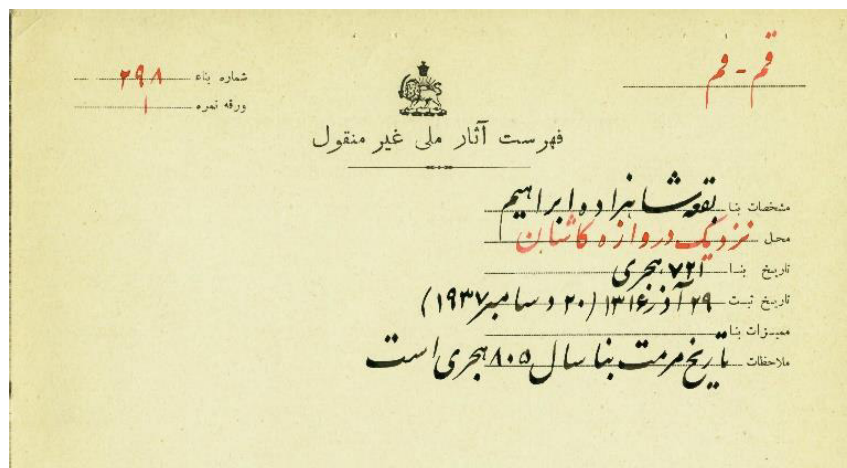 قم - قم
شماره بناء ۲۹۸
ورقه نمره ۱
فهرست آثار ملی غیر منقول
مشخصات بنا بقعه شاهزاده ابراهیم
محل نزدیک دروازه کاشان
تاریخ بنا ۷۲۱ هجری
تاریخ ثبت ۲۹ آذر ۱۳۱۶ (۲۰ دسامبر ۱۹۳۷)
ممیزات بنا
ملاحظات تاریخ مرمت بنا سال ۸۰۵ هجری است